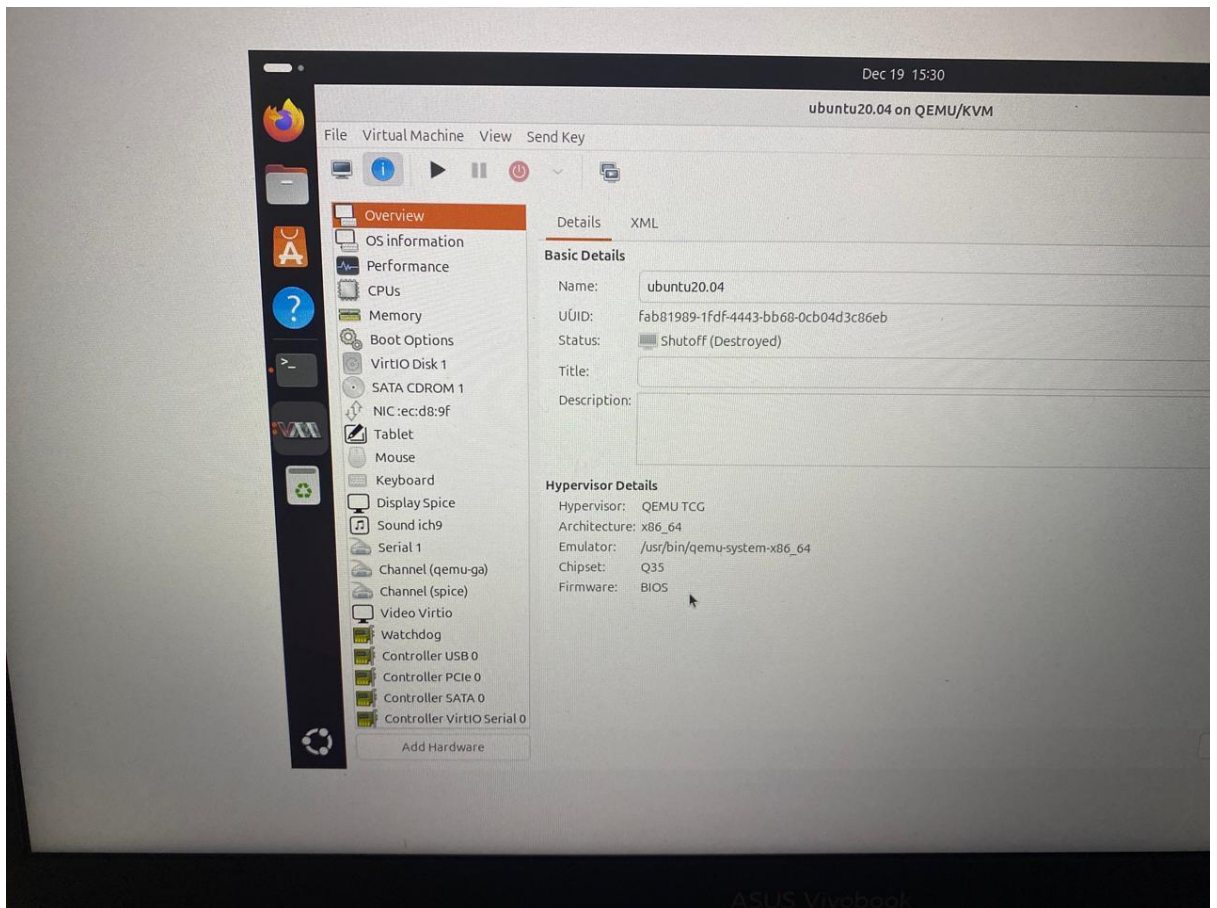 Dec 19 15:30
ubuntu20.04 on QEMU/KVM
File Virtual Machine View Send Key
Overview
OS information
Performance
CPUs
Memory
Boot Options
VirtIO Disk 1
SATA CDROM 1
NIC :ec:d8:9f
Tablet
Mouse
Keyboard
Display Spice
Sound ich9
Serial 1
Channel (qemu-ga)
Channel (spice)
Video Virtio
Watchdog
Controller USB 0
Controller PCIe 0
Controller SATA 0
Controller VirtIO Serial 0
Add Hardware
Details XML
Basic Details
Name: ubuntu20.04
UUID: fab81989-1fdf-4443-bb68-0cb04d3c86eb
Status: Shutoff (Destroyed)
Title:
Description:
Hypervisor Details
Hypervisor: QEMU TCG
Architecture: x86_64
Emulator: /usr/bin/qemu-system-x86_64
Chipset: Q35
Firmware: BIOS
ASUS Vivobook